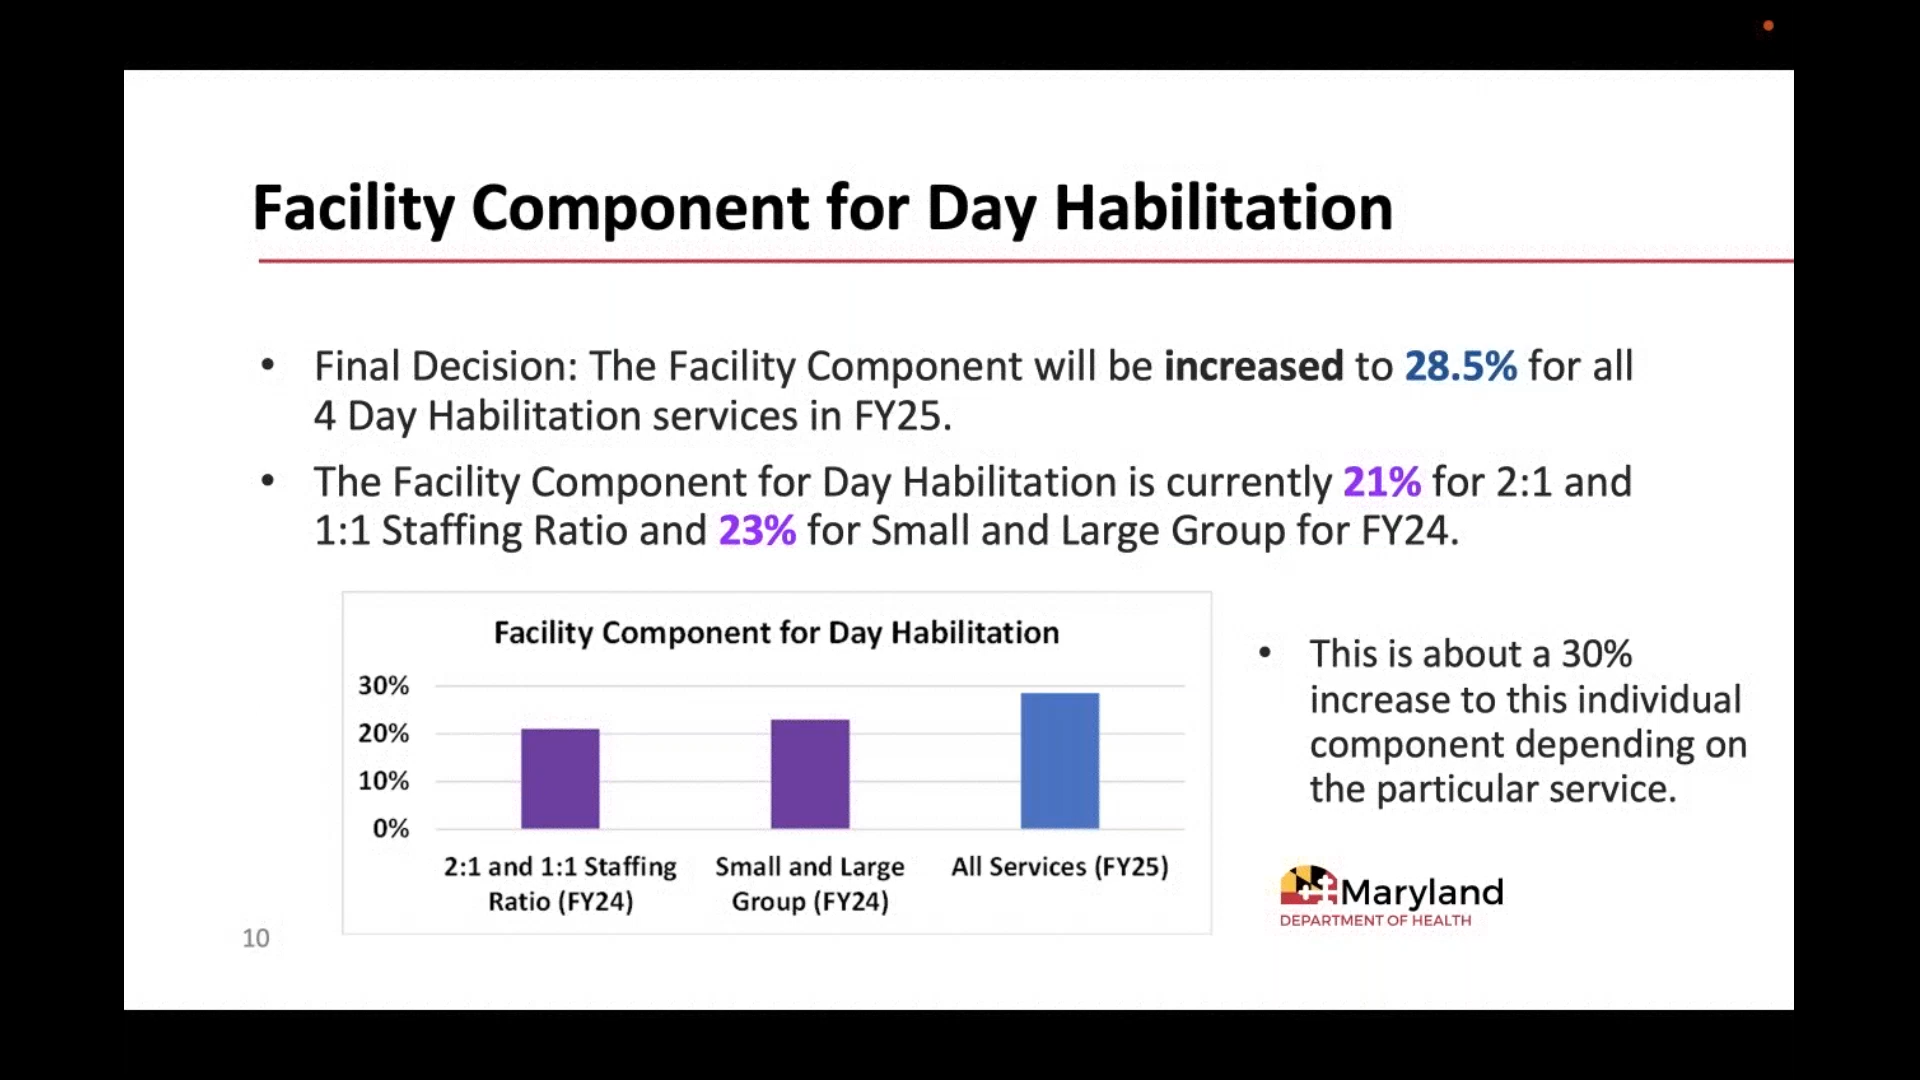 Facility Component for Day Habilitation
• Final Decision: The Facility Component will be increased to 28.5% for all
4 Day Habilitation services in FY25.
• The Facility Component for Day Habilitation is currently 21% for 2:1 and
1:1 Staffing Ratio and 23% for Small and Large Group for FY24.
Facility Component for Day Habilitation
30%
20%
10%
0%
2:1 and 1:1 Staffing
Ratio (FY24)
Small and Large
Group (FY24)
All Services (FY25)
• This is about a 30%
increase to this individual
component depending on
the particular service.
Maryland
DEPARTMENT OF HEALTH
10